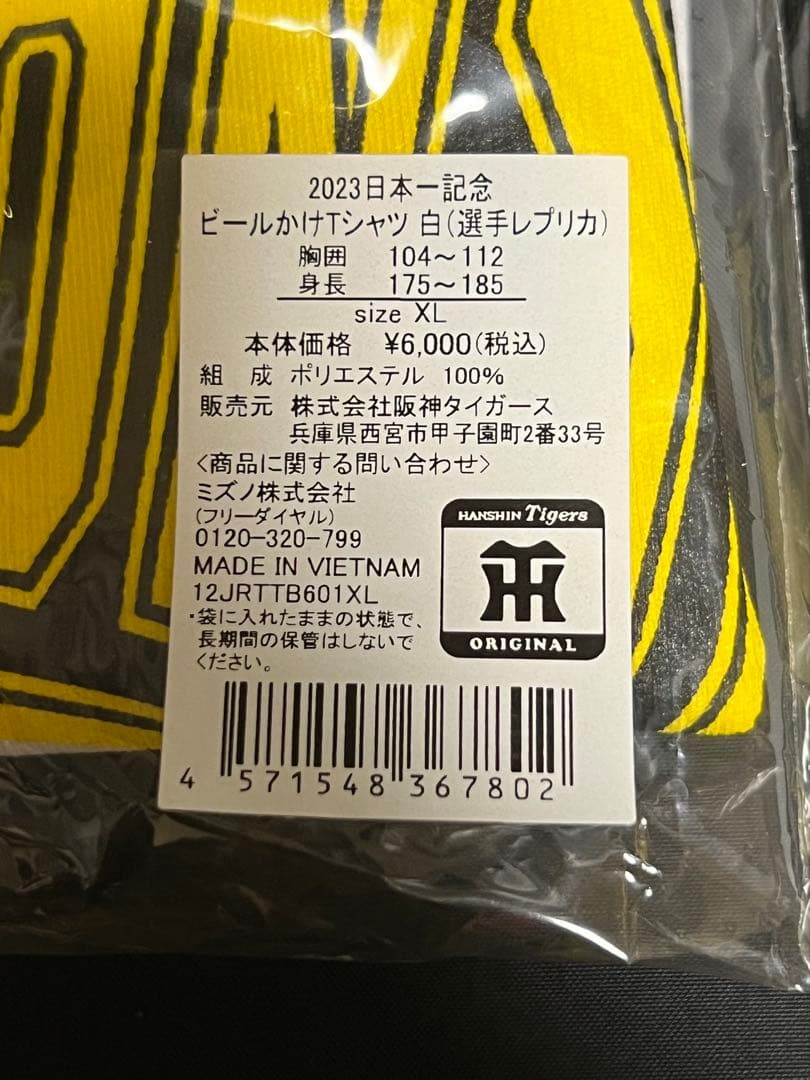 2023日本一記念
ビールかけTシャツ 白(選手レプリカ)
胸囲 104～112
身長 175～185
size XL
本体価格 ¥6,000(税込)
組 成 ポリエステル 100%
販売元 株式会社阪神タイガース
兵庫県西宮市甲子園町2番33号
<商品に関する問い合わせ>
ミズノ株式会社
(フリーダイヤル)
0120-320-799
MADE IN VIETNAM
12JRTTB601XL
･袋に入れたままの状態で、
長期間の保管はしないで
ください。
HANSHIN Tigers
ORIGINAL
4 571548 367802